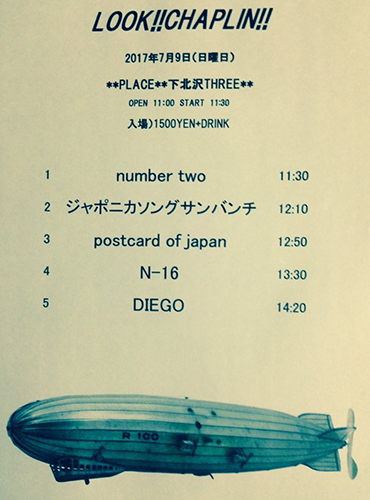 LOOK!!CHAPLIN!!
2017年7月9日(日曜日)
**PLACE**下北沢THREE**
OPEN 11:00 START 11:30
入場)1500YEN+DRINK
1 number two 11:30
2 ジャポニカソングサンバンチ 12:10
3 postcard of japan 12:50
4 N-16 13:30
5 DIEGO 14:20
R 100